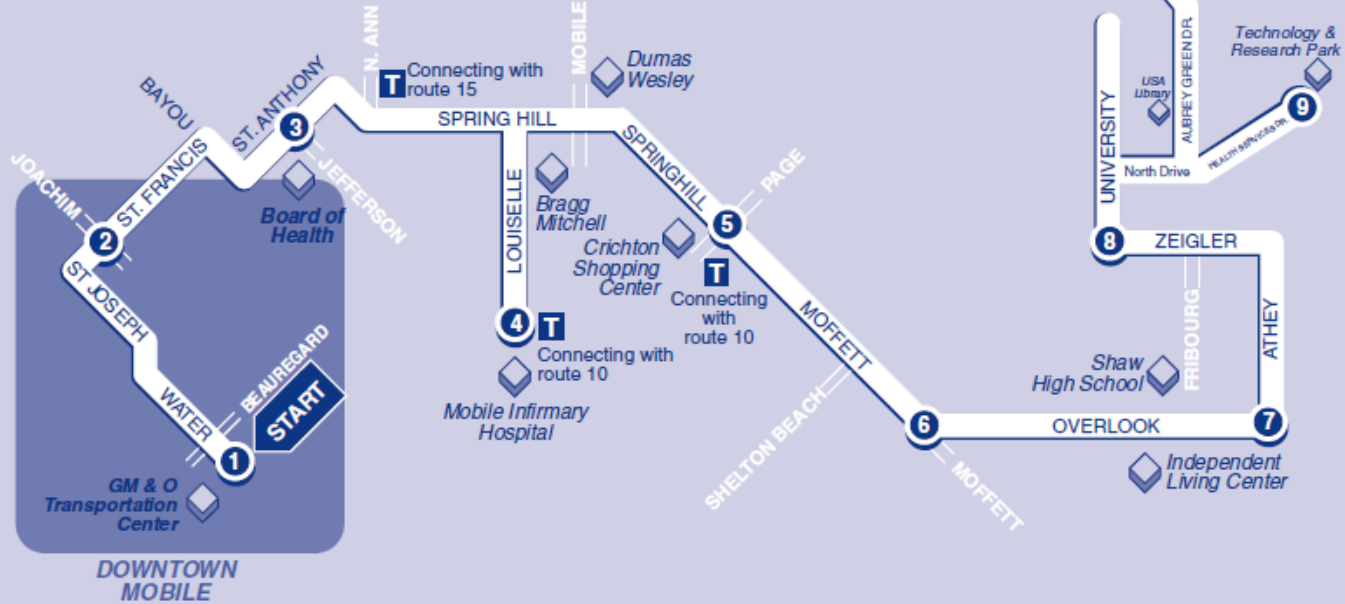 BAYOU
JOACHIM
ST. FRANCIS
ST. ANTHONY
3
JEFFERSON
2
Board of
Health
ST JOSEPH
WATER
BEAUREGARD
START
1
GM & O
Transportation
Center
DOWNTOWN
MOBILE
N. ANN
T
Connecting with
route 15
SPRING HILL
MOBILE
Dumas
Wesley
LOUISELLE
Bragg
Mitchell
4
T
Connecting with
route 10
Mobile Infirmary
Hospital
SPRINGHILL
PAGE
5
Crichton
Shopping
Center
T
Connecting
with
route 10
MOFFETT
SHELTON BEACH
6
MOFFETT
OVERLOOK
7
Independent
Living Center
Shaw
High School
FRIBOURG
ATHEY
ZEIGLER
8
UNIVERSITY
USA
Library
AUBREY GREEN DR.
North Drive
HEALTH SERVICES DR.
9
Technology &
Research Park